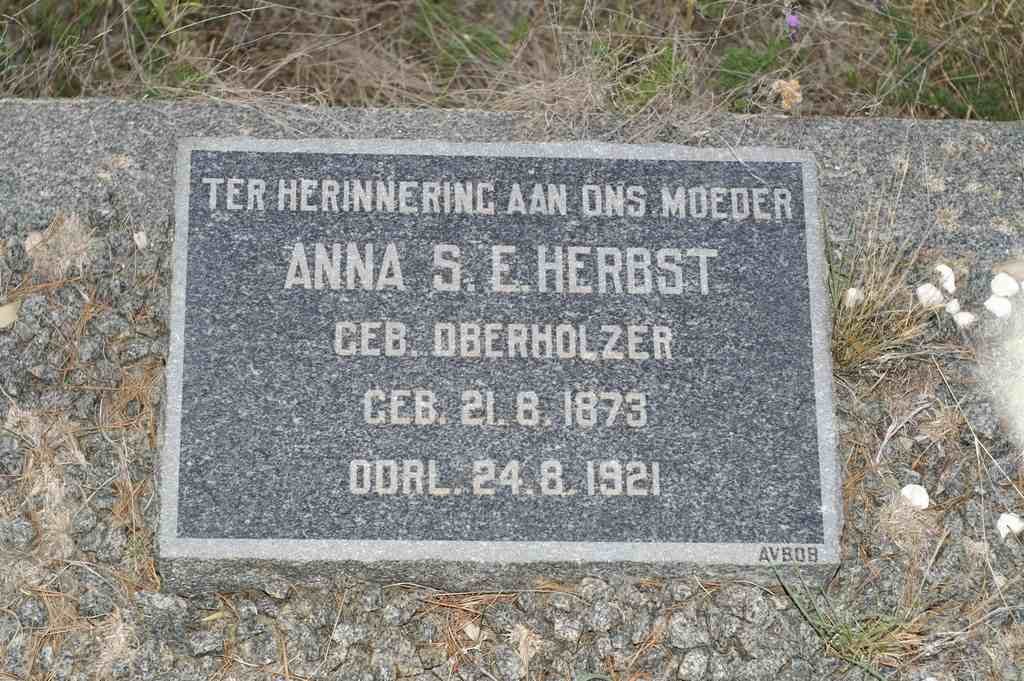 TER HERINNERING AAN ONS MOEDER
ANNA S. E. HERBST
GEB. OBERHOLZER
GEB. 21. 8. 1873
OORL. 24. 8. 1921
AVBOB